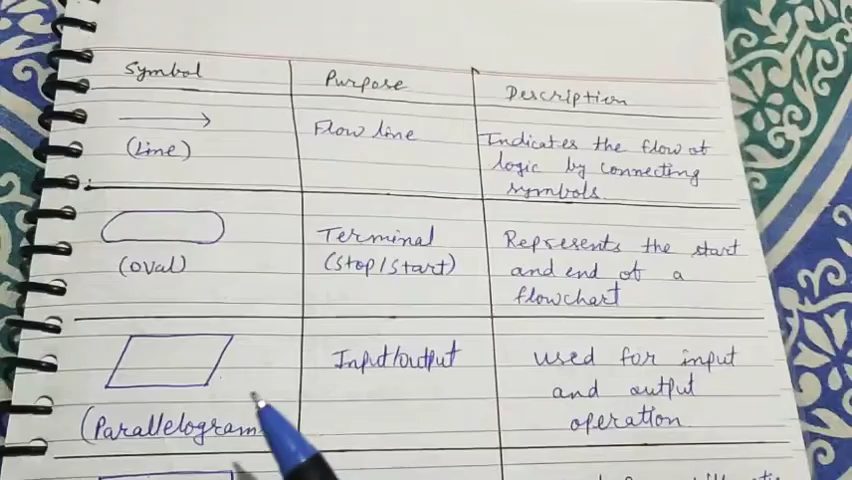 Symbol Purpose Description
(Line) Flow line Indicates the flow of
logic by connecting
symbols.
(oval) Terminal Represents the start
(Stop/Start) and end of a
flowchart
(Parallelogram Input/output used for input
and output
operation